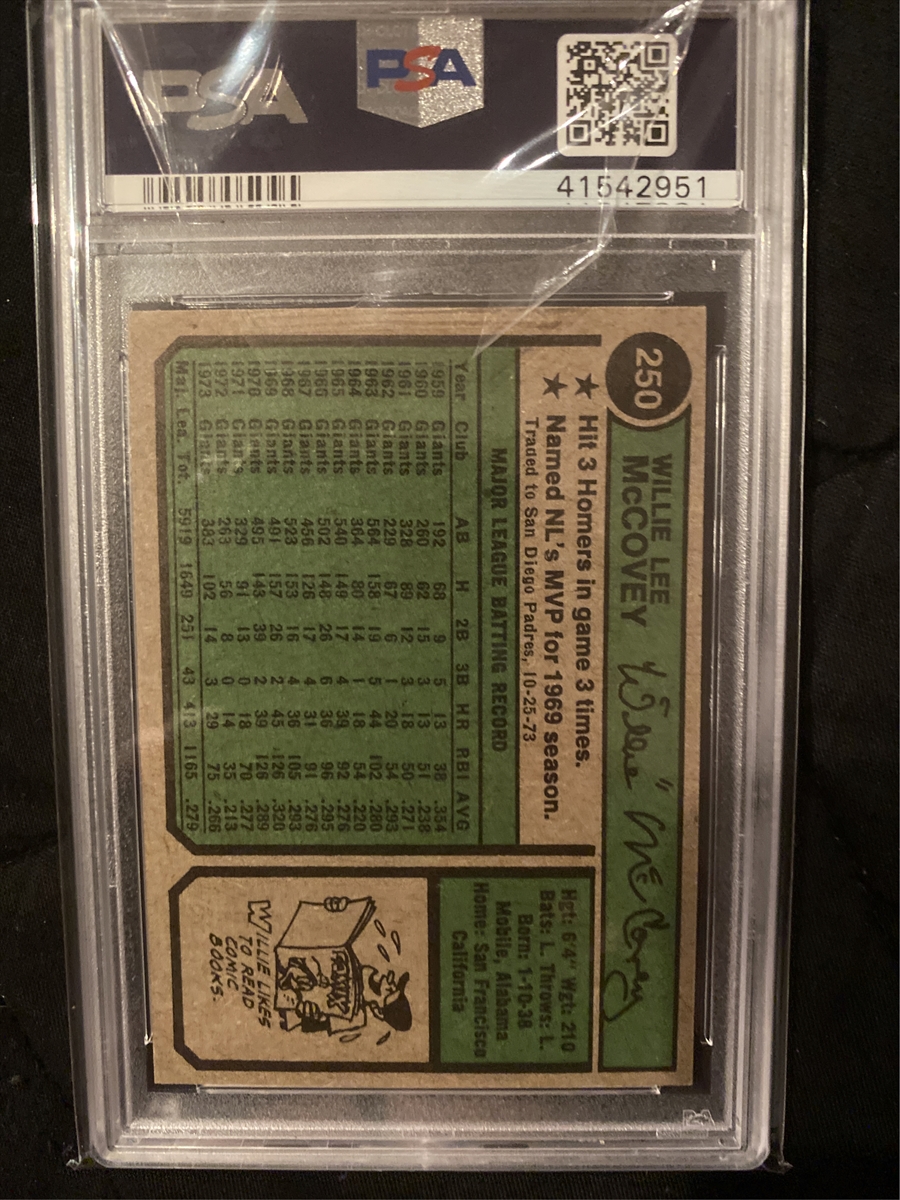 PSA
PSA
41542951
250
WILLIE LEE
McCOVEY
Willie McCovey
★ Hit 3 Homers in game 3 times.
★ Named NL's MVP for 1969 season.
Traded to San Diego Padres, 10-25-73.
MAJOR LEAGUE BATTING RECORD
Year Club AB H 2B 3B HR RBI AVG
1959 Giants 192 68 9 5 13 38 .354
1960 Giants 260 62 15 3 13 51 .238
1961 Giants 328 89 12 3 18 50 .271
1962 Giants 229 67 6 1 20 54 .293
1963 Giants 564 158 19 5 44 102 .280
1964 Giants 364 80 14 1 18 54 .220
1965 Giants 540 149 17 4 39 92 .276
1966 Giants 502 148 26 6 36 96 .295
1967 Giants 456 126 17 4 31 91 .276
1968 Giants 523 153 16 4 36 105 .293
1969 Giants 491 157 26 2 45 126 .320
1970 Giants 495 143 39 2 39 126 .289
1971 Giants 329 91 13 0 18 70 .277
1972 Giants 263 56 8 0 14 35 .213
1973 Giants 383 102 14 3 29 75 .266
Maj. Lea. Tot. 5919 1649 251 43 413 1165 .279
Hgt: 6'4" Wgt: 210
Bats: L. Throws: L.
Born: 1-10-38
Mobile, Alabama
Home: San Francisco
California
WILLIE LIKES
TO READ
COMIC
BOOKS.